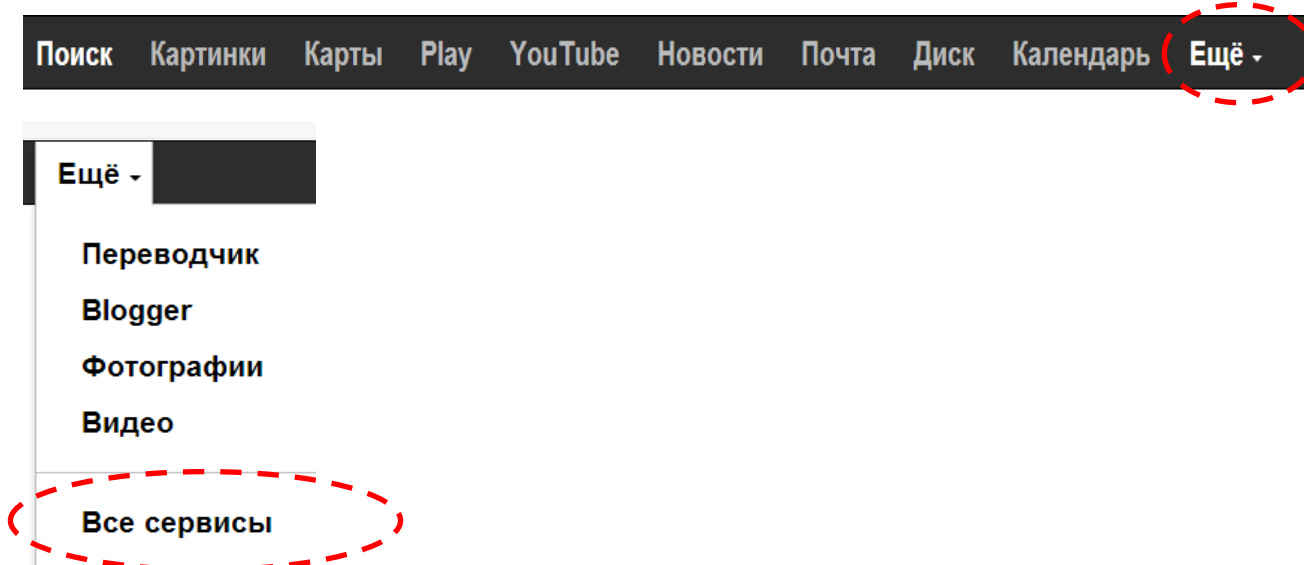 Поиск Картинки Карты Play YouTube Новости Почта Диск Календарь Ещё
Ещё
Переводчик
Blogger
Фотографии
Видео
Все сервисы